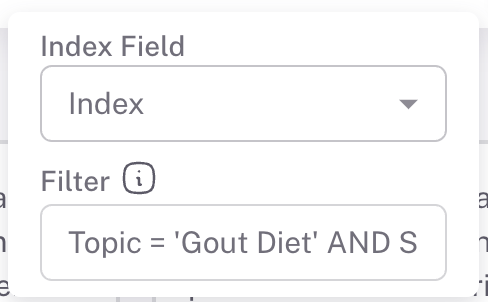 Index Field
Index
Filter
Topic = 'Gout Diet' AND S